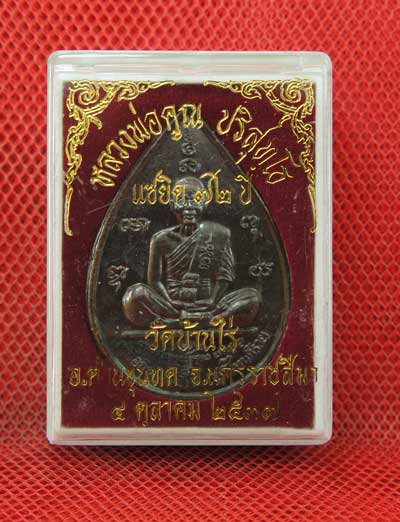 หลวงพ่อคูณ ปริสุทโธ
แซยิด ๗๒ ปี
วัดบ้านไร่
อ.ด่านขุนทด จ.นครราชสีมา
๔ ตุลาคม ๒๕๓๗